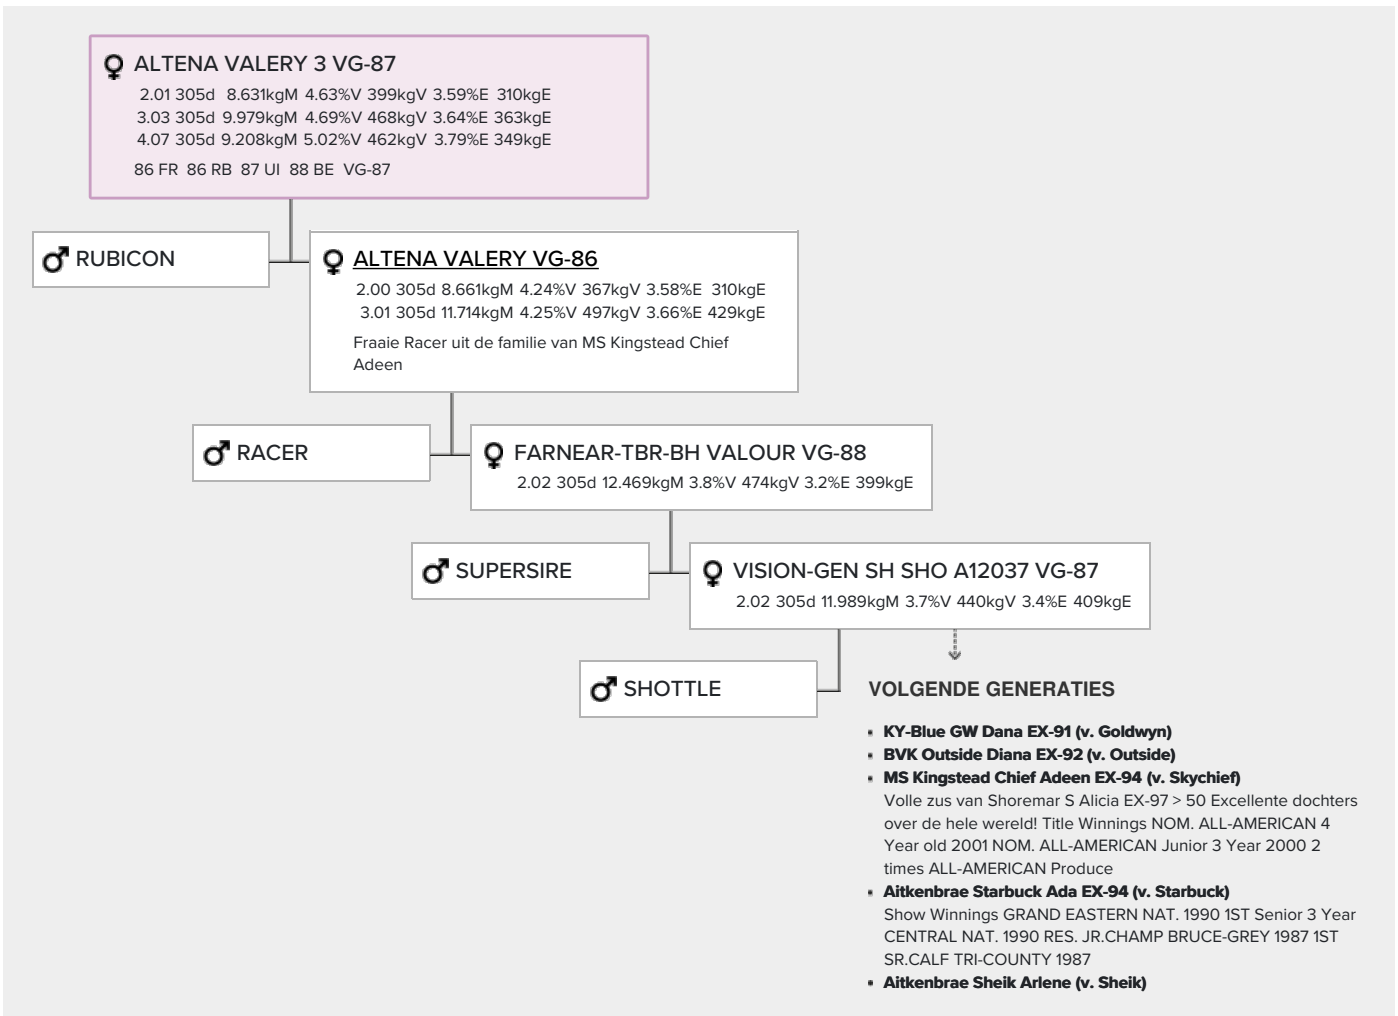 ALTENA VALERY 3 VG-87
2.01 305d 8.631kgM 4.63%V 399kgV 3.59%E 310kgE
3.03 305d 9.979kgM 4.69%V 468kgV 3.64%E 363kgE
4.07 305d 9.208kgM 5.02%V 462kgV 3.79%E 349kgE
86 FR 86 RB 87 UI 88 BE VG-87
RUBICON
ALTENA VALERY VG-86
2.00 305d 8.661kgM 4.24%V 367kgV 3.58%E 310kgE
3.01 305d 11.714kgM 4.25%V 497kgV 3.66%E 429kgE
Fraaie Racer uit de familie van MS Kingstead Chief
Adeen
RACER
FARNEAR-TBR-BH VALOUR VG-88
2.02 305d 12.469kgM 3.8%V 474kgV 3.2%E 399kgE
SUPERSIRE
VISION-GEN SH SHO A12037 VG-87
2.02 305d 11.989kgM 3.7%V 440kgV 3.4%E 409kgE
SHOTTLE
VOLGENDE GENERATIES
▪ KY-Blue GW Dana EX-91 (v. Goldwyn)
▪ BVK Outside Diana EX-92 (v. Outside)
▪ MS Kingstead Chief Adeen EX-94 (v. Skychief)
Volle zus van Shoremar S Alicia EX-97 > 50 Excellente dochters
over de hele wereld! Title Winnings NOM. ALL-AMERICAN 4
Year old 2001 NOM. ALL-AMERICAN Junior 3 Year 2000 2
times ALL-AMERICAN Produce
▪ Aitkenbrae Starbuck Ada EX-94 (v. Starbuck)
Show Winnings GRAND EASTERN NAT. 1990 1ST Senior 3 Year
CENTRAL NAT. 1990 RES. JR.CHAMP BRUCE-GREY 1987 1ST
SR.CALF TRI-COUNTY 1987
▪ Aitkenbrae Sheik Arlene (v. Sheik)